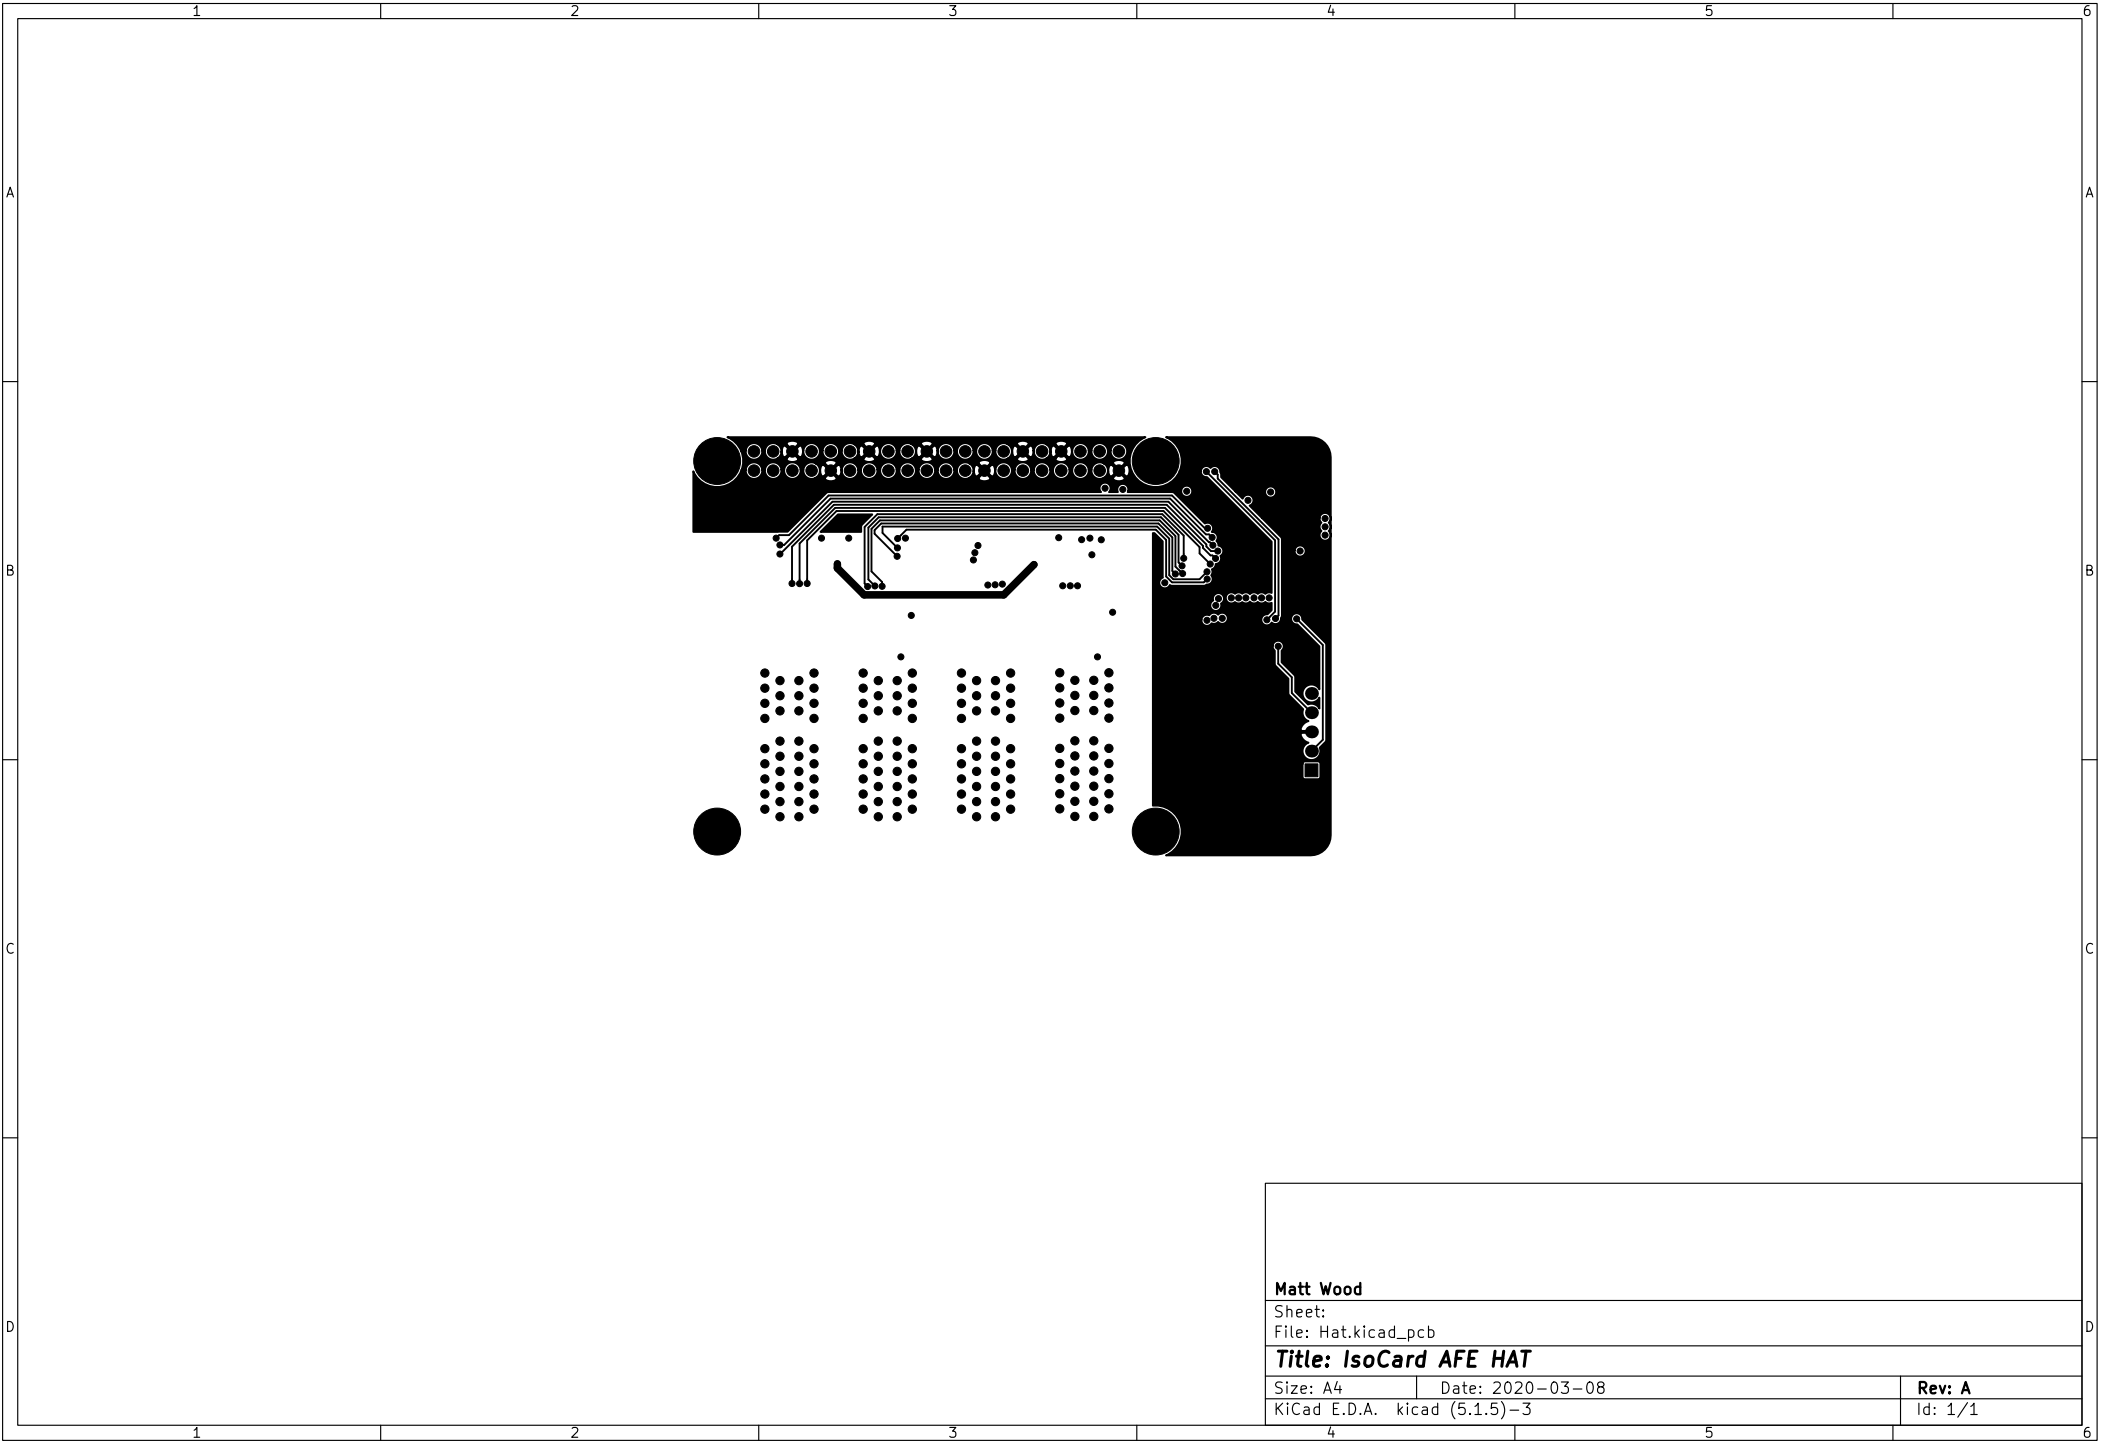 1 2 3 4 5 6
A A
B B
C C
D D
Matt Wood
Sheet:
File: Hat.kicad_pcb
Title: IsoCard AFE HAT
Size: A4 Date: 2020-03-08 Rev: A
KiCad E.D.A. kicad (5.1.5)-3 Id: 1/1
1 2 3 4 5 6